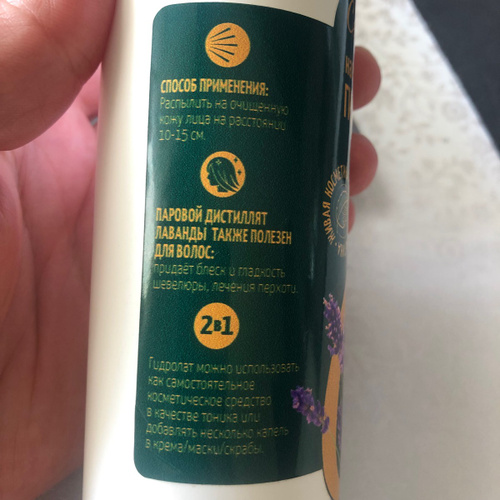 СПОСОБ ПРИМЕНЕНИЯ:
Распылить на очищенную
кожу лица на расстоянии
10-15 см.
ПАРОВОЙ ДИСТИЛЛЯТ
ЛАВАНДЫ ТАКЖЕ ПОЛЕЗЕН
ДЛЯ ВОЛОС:
придаёт блеск и гладкость
шевелюры, лечения перхоти.
2в1
Гидролат можно использовать
как самостоятельное
косметическое средство
в качестве тоника или
добавлять несколько капель
в крема/маски/скрабы.
ЖИВАЯ